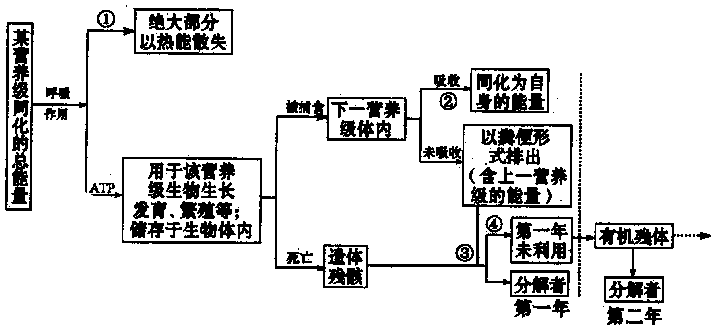 某营养级同化的总能量
呼吸
作用
①
绝大部分
以热能散失
ATP
用于该营养
级生物生长
发育、繁殖等;
储存于生物体内
被捕食
下一营养
级体内
吸收
②
同化为自
身的能量
未吸收
以粪便形
式排出
(含上一营养
级的能量)
死亡
遗体
残骸
③
④
第一年
未利用
分解者
第一年
有机残体
分解者
第二年